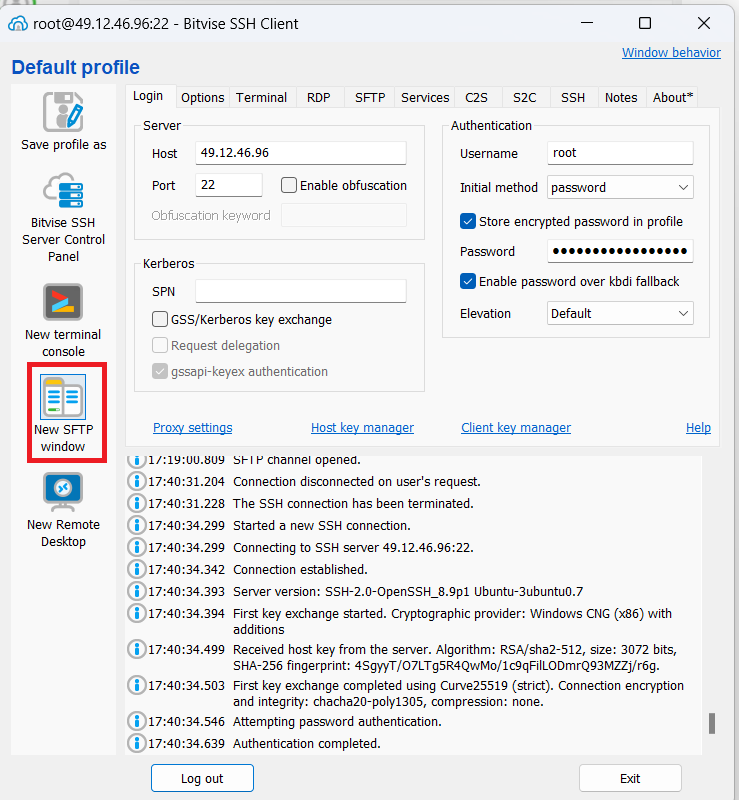 root@49.12.46.96:22 - Bitvise SSH Client
Window behavior
Default profile
Save profile as
Bitvise SSH
Server Control
Panel
New terminal
console
New SFTP
window
New Remote
Desktop
Login Options Terminal RDP SFTP Services C2S S2C SSH Notes About*
Server
Host 49.12.46.96
Port 22 Enable obfuscation
Obfuscation keyword
Kerberos
SPN
GSS/Kerberos key exchange
Request delegation
gssapi-keyex authentication
Authentication
Username root
Initial method password
Store encrypted password in profile
Password
Enable password over kbdi fallback
Elevation Default
Proxy settings Host key manager Client key manager Help
17:19:00.809 SFTP channel opened.
17:40:31.204 Connection disconnected on user's request.
17:40:31.228 The SSH connection has been terminated.
17:40:34.299 Started a new SSH connection.
17:40:34.299 Connecting to SSH server 49.12.46.96:22.
17:40:34.342 Connection established.
17:40:34.393 Server version: SSH-2.0-OpenSSH_8.9p1 Ubuntu-3ubuntu0.7
17:40:34.394 First key exchange started. Cryptographic provider: Windows CNG (x86) with
additions
17:40:34.499 Received host key from the server. Algorithm: RSA/sha2-512, size: 3072 bits,
SHA-256 fingerprint: 4SgyyT/O7LTg5R4QwMo/1c9qFilLODmrQ93MZZj/r6g.
17:40:34.503 First key exchange completed using Curve25519 (strict). Connection encryption
and integrity: chacha20-poly1305, compression: none.
17:40:34.546 Attempting password authentication.
17:40:34.639 Authentication completed.
Log out Exit